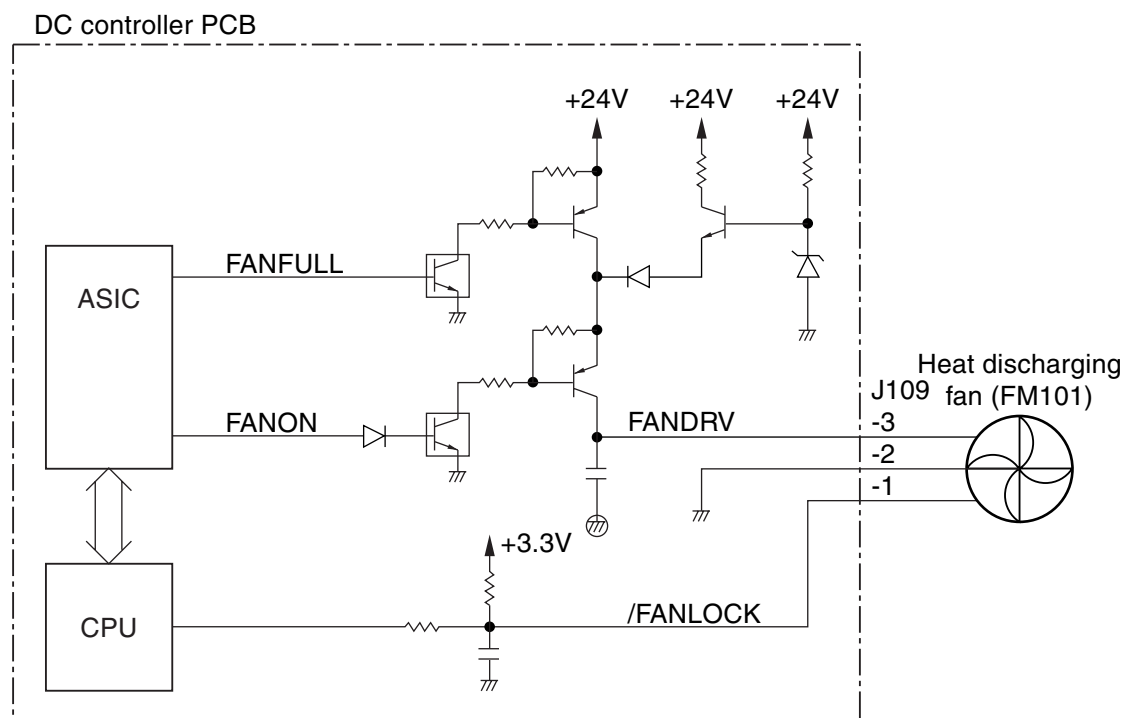 DC controller PCB
+24V +24V +24V
FANFULL
ASIC
Heat discharging
J109 fan (FM101)
FANON
FANDRV
-3
-2
-1
+3.3V
CPU
/FANLOCK